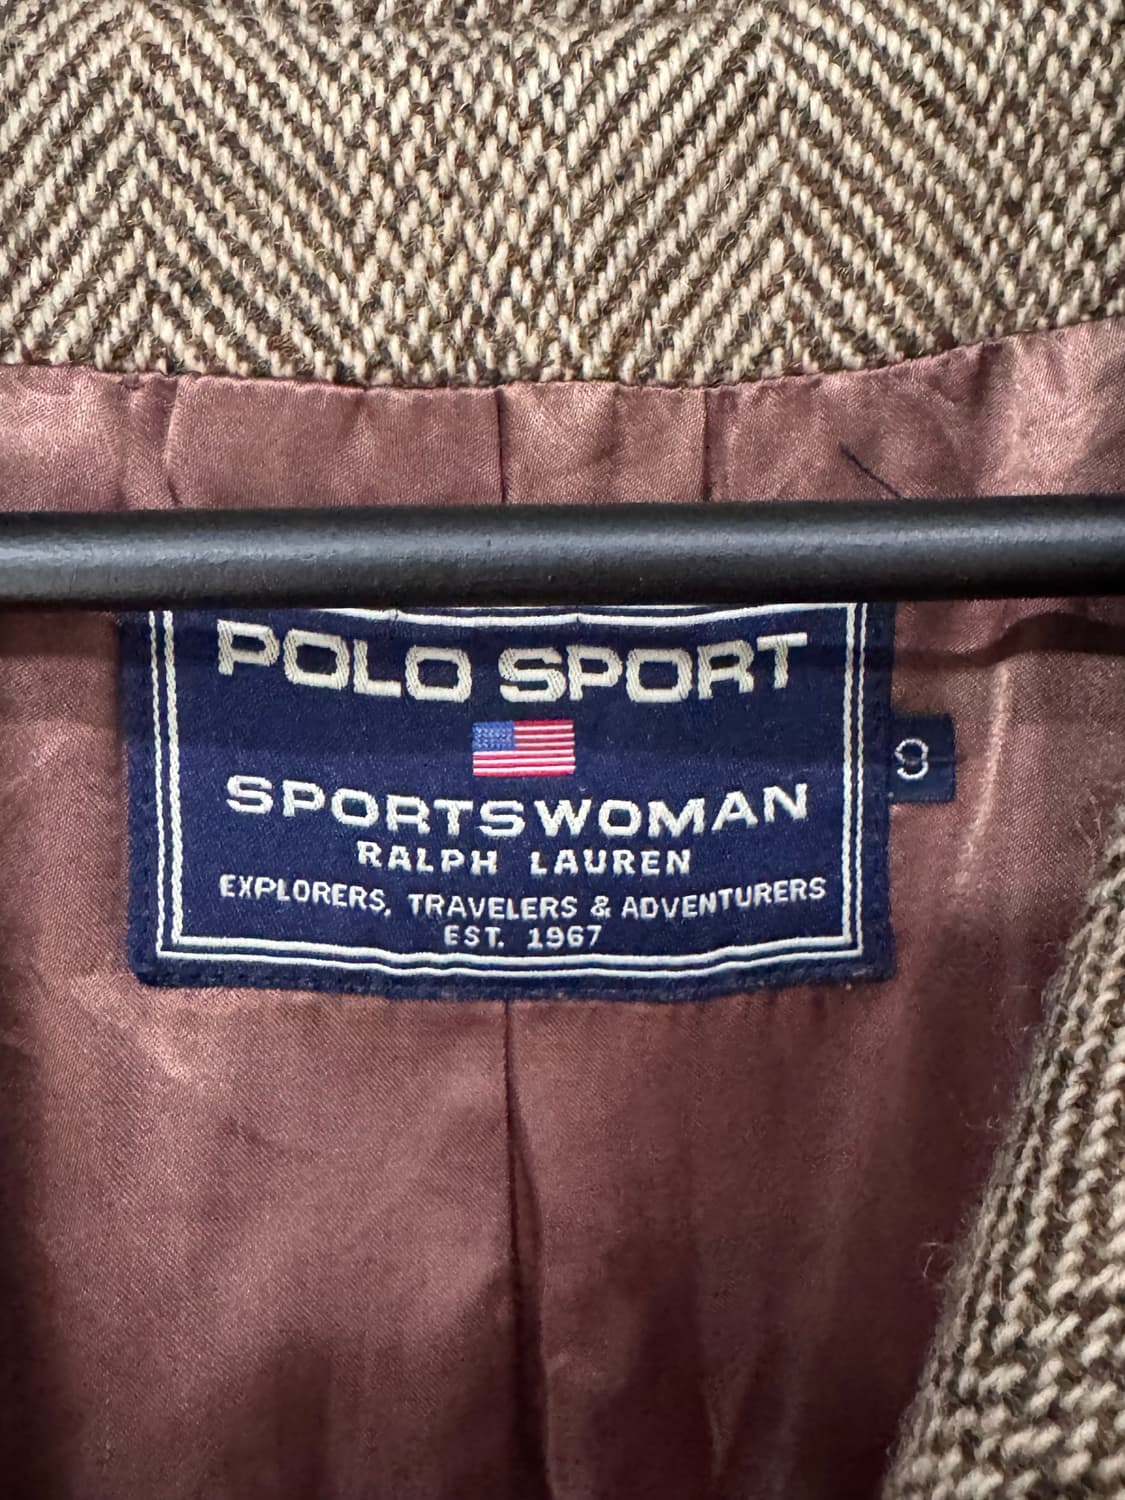 POLO SPORT
SPORTSWOMAN
RALPH LAUREN
EXPLORERS, TRAVELERS & ADVENTURERS
EST. 1967
9